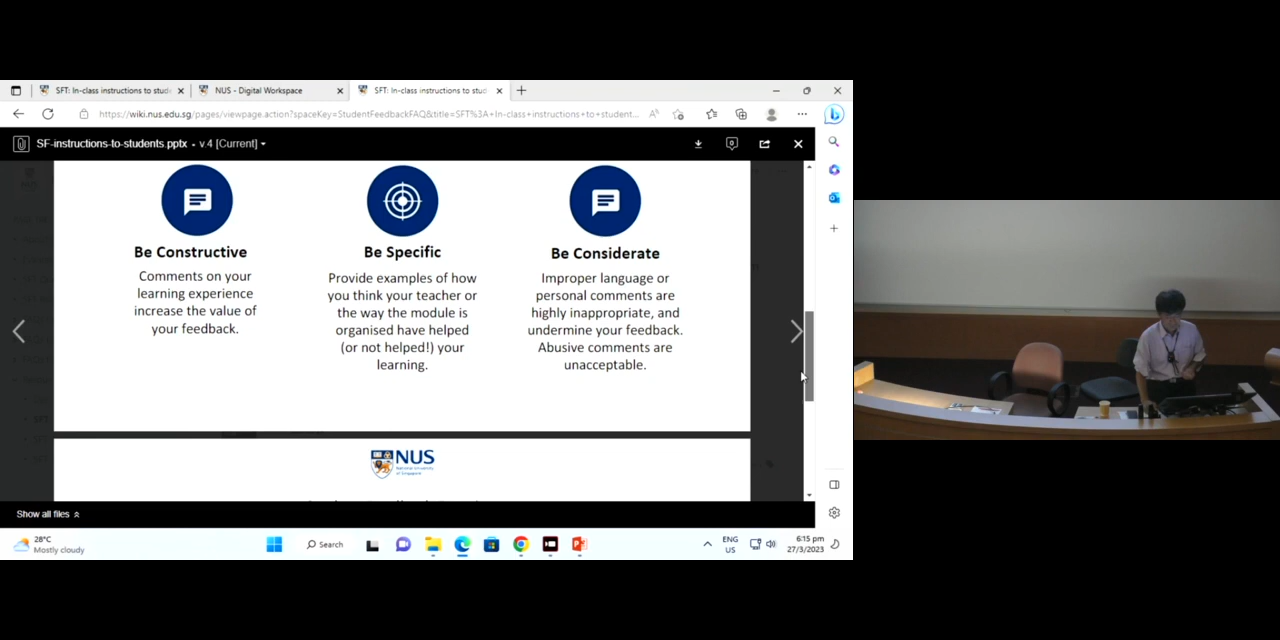 SFT: In-class instructions to stud
NUS - Digital Workspace
SFT: In-class instructions to stud
https://wiki.nus.edu.sg/pages/viewpage.action?spaceKey=StudentFeedbackFAQ&title=SFT%3A+In-class+instructions+to+student...
SF-instructions-to-students.pptx • v.4 [Current]
Be Constructive
Comments on your
learning experience
increase the value of
your feedback.
Be Specific
Provide examples of how
you think your teacher or
the way the module is
organised have helped
(or not helped!) your
learning.
Be Considerate
Improper language or
personal comments are
highly inappropriate, and
undermine your feedback.
Abusive comments are
unacceptable.
NUS
National University
of Singapore
Show all files
28°C
Mostly cloudy
Search
ENG
US
6:15 pm
27/3/2023